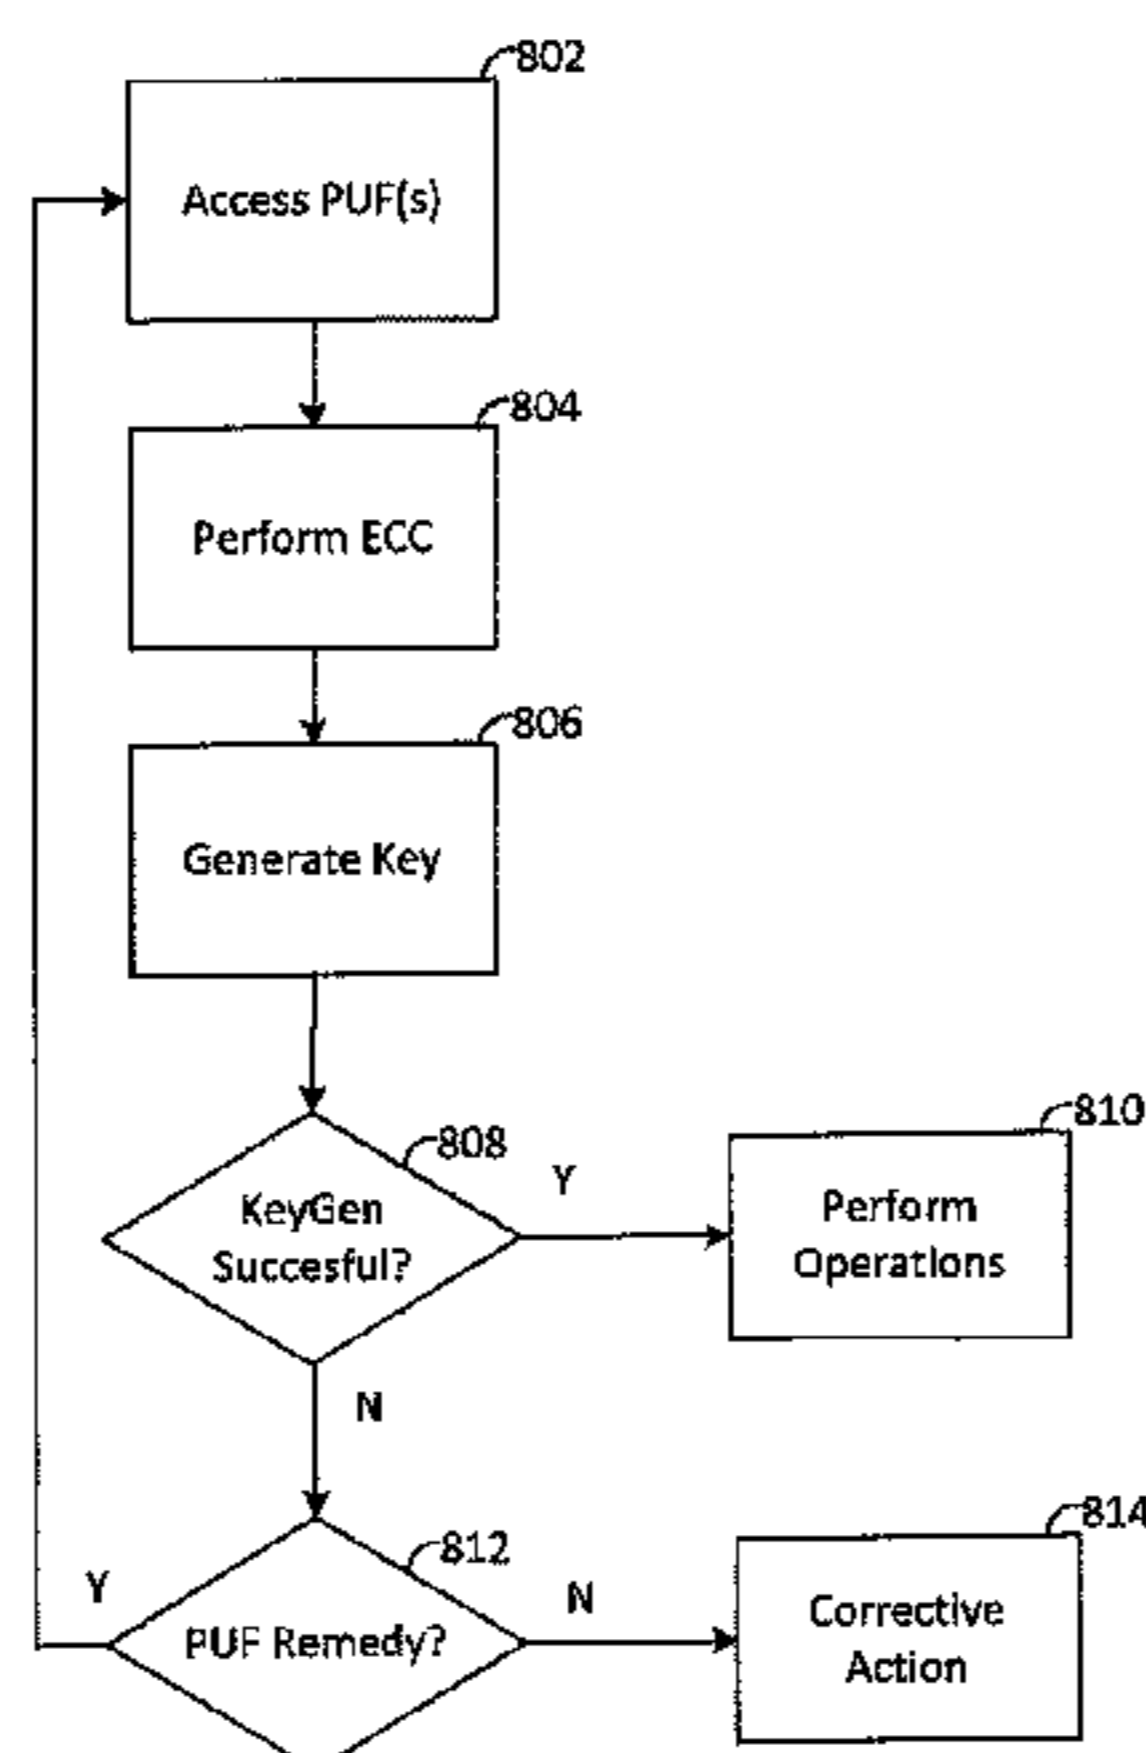 802
Access PUF(s)
804
Perform ECC
806
Generate Key
808
KeyGen
Succesful?
Y
810
Perform
Operations
N
812
PUF Remedy?
Y
N
814
Corrective
Action